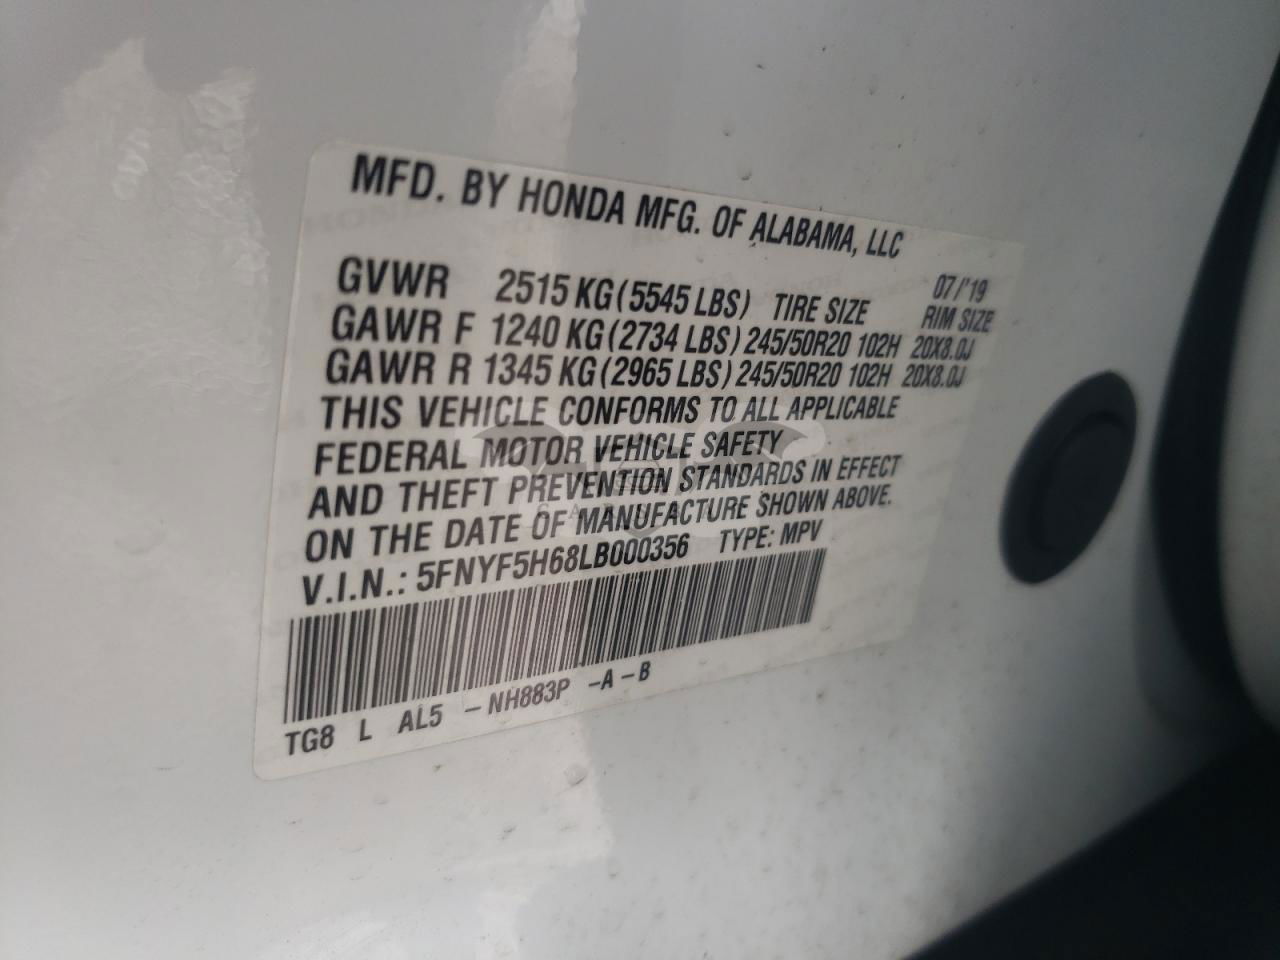 MFD. BY HONDA MFG. OF ALABAMA, LLC
07/'19
GVWR 2515 KG (5545 LBS) TIRE SIZE RIM SIZE
GAWR F 1240 KG (2734 LBS) 245/50R20 102H 20X8.0J
GAWR R 1345 KG (2965 LBS) 245/50R20 102H 20X8.0J
THIS VEHICLE CONFORMS TO ALL APPLICABLE
FEDERAL MOTOR VEHICLE SAFETY
AND THEFT PREVENTION STANDARDS IN EFFECT
ON THE DATE OF MANUFACTURE SHOWN ABOVE.
V.I.N.: 5FNYF5H68LB000356 TYPE: MPV
TG8 L AL5 - NH883P - A - B